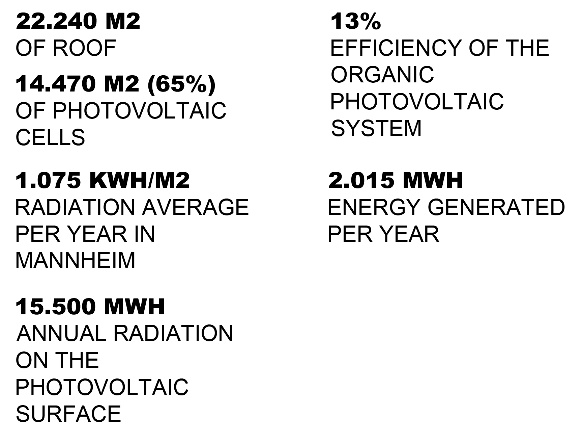 22.240 M2
OF ROOF
14.470 M2 (65%)
OF PHOTOVOLTAIC
CELLS
1.075 KWH/M2
RADIATION AVERAGE
PER YEAR IN
MANNHEIM
15.500 MWH
ANNUAL RADIATION
ON THE
PHOTOVOLTAIC
SURFACE
13%
EFFICIENCY OF THE
ORGANIC
PHOTOVOLTAIC
SYSTEM
2.015 MWH
ENERGY GENERATED
PER YEAR